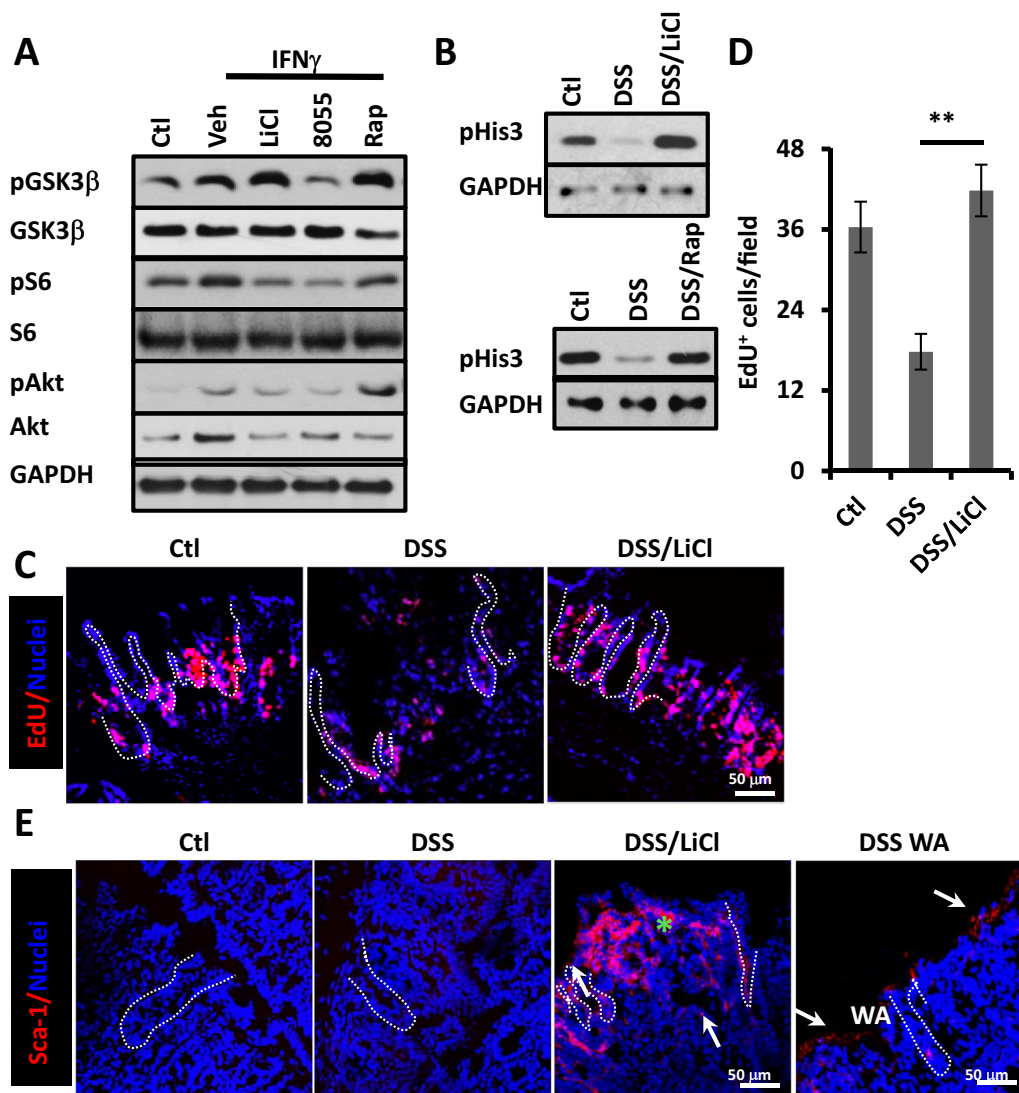 A
IFNγ
Ctl Veh LiCl 8055 Rap
pGSK3β
GSK3β
pS6
S6
pAkt
Akt
GAPDH
B
Ctl DSS DSS/LiCl
pHis3
GAPDH
Ctl DSS DSS/Rap
pHis3
GAPDH
D
**
EdU⁺ cells/field
48
36
24
12
0
Ctl DSS DSS/LiCl
C
Ctl DSS DSS/LiCl
EdU/Nuclei
50 µm
E
Ctl DSS DSS/LiCl DSS WA
Sca-1/Nuclei
*
WA
50 µm 50 µm